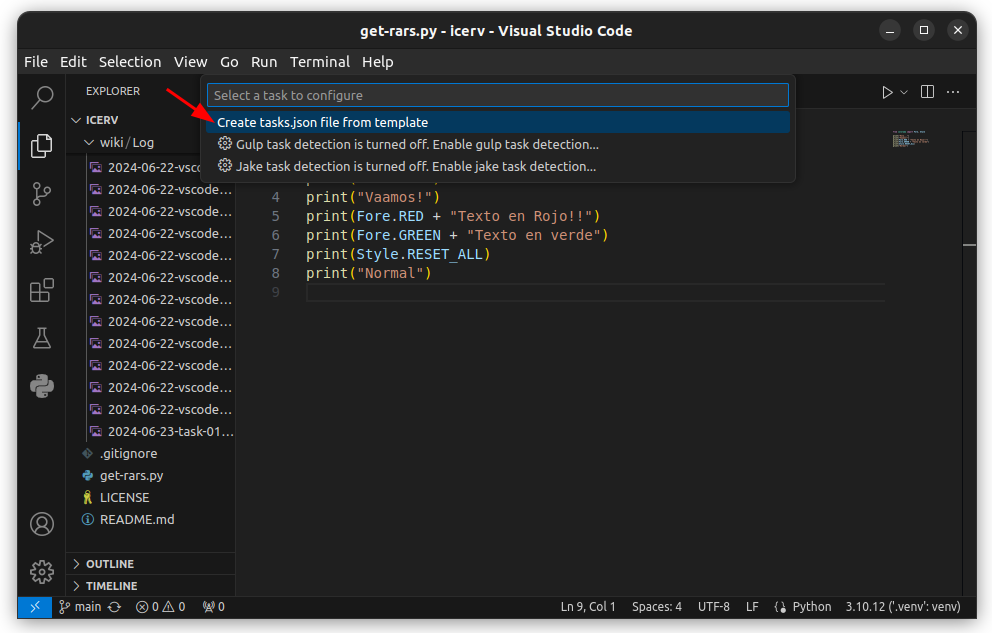 get-rars.py - icerv - Visual Studio Code
File Edit Selection View Go Run Terminal Help
EXPLORER
Select a task to configure
Create tasks.json file from template
Gulp task detection is turned off. Enable gulp task detection...
Jake task detection is turned off. Enable jake task detection...
ICERV
wiki / Log
2024-06-22-vsco
2024-06-22-vscode...
2024-06-22-vscode...
2024-06-22-vscode...
2024-06-22-vscode...
2024-06-22-vscode...
2024-06-22-vscode...
2024-06-22-vscode...
2024-06-22-vscode...
2024-06-22-vscode...
2024-06-22-vscode...
2024-06-22-vscode...
2024-06-23-task-01...
.gitignore
get-rars.py
LICENSE
README.md
OUTLINE
TIMELINE
4 print("Vaamos!")
5 print(Fore.RED + "Texto en Rojo!!")
6 print(Fore.GREEN + "Texto en verde")
7 print(Style.RESET_ALL)
8 print("Normal")
9
main 0 0 0 Ln 9, Col 1 Spaces: 4 UTF-8 LF Python 3.10.12 ('.venv': venv)